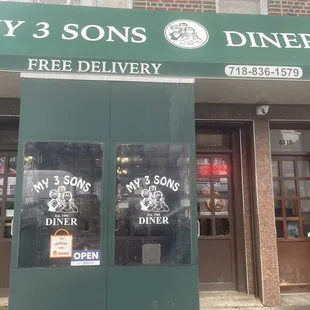 MY 3 SONS DINER
FREE DELIVERY
718-836-1579
MY 3 SONS
DINER
MY 3 SONS
DINER
OPEN